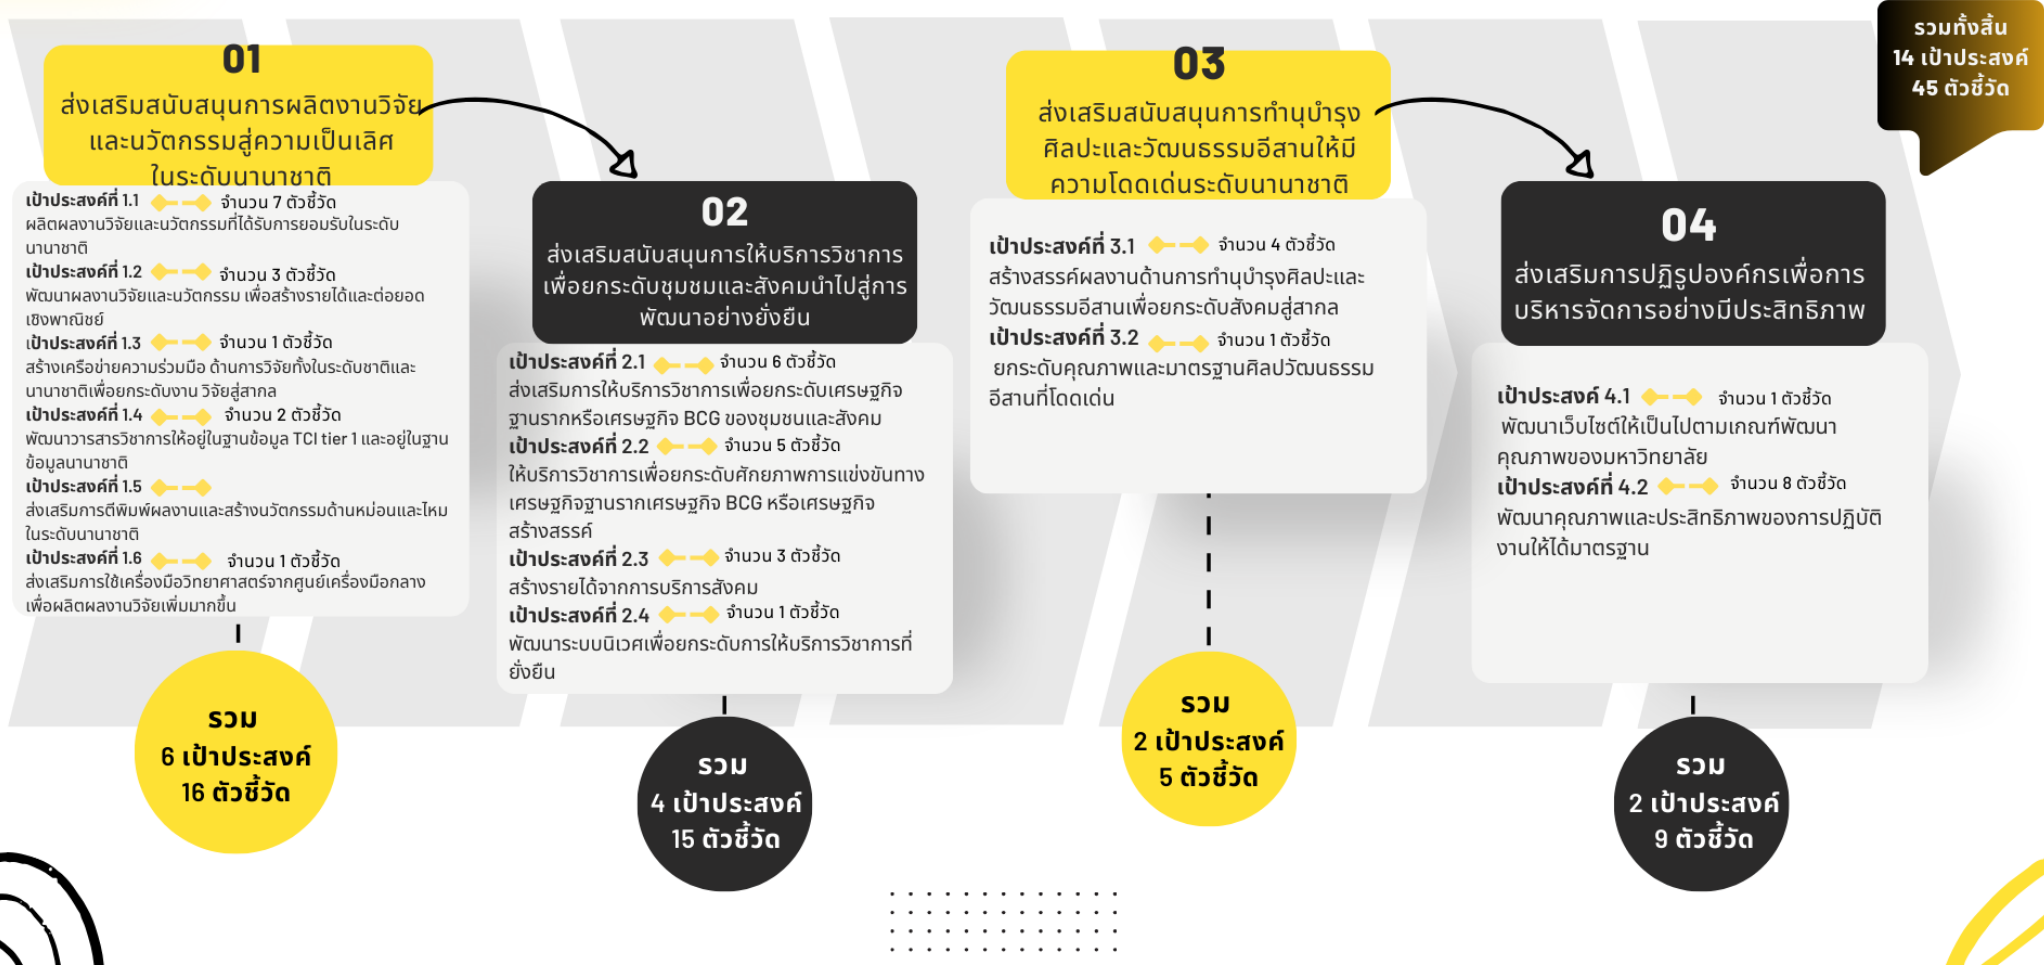 01
ส่งเสริมสนับสนุนการผลิตงานวิจัย
และนวัตกรรมสู่ความเป็นเลิศ
ในระดับนานาชาติ
เป้าประสงค์ที่ 1.1 จำนวน 7 ตัวชี้วัด
ผลิตผลงานวิจัยและนวัตกรรมที่ได้รับการยอมรับในระดับ
นานาชาติ
เป้าประสงค์ที่ 1.2 จำนวน 3 ตัวชี้วัด
พัฒนาผลงานวิจัยและนวัตกรรม เพื่อสร้างรายได้และต่อยอด
เชิงพาณิชย์
เป้าประสงค์ที่ 1.3 จำนวน 1 ตัวชี้วัด
สร้างเครือข่ายความร่วมมือ ด้านการวิจัยทั้งในระดับชาติและ
นานาชาติเพื่อยกระดับงาน วิจัยสู่สากล
เป้าประสงค์ที่ 1.4 จำนวน 2 ตัวชี้วัด
พัฒนาวารสารวิชาการให้อยู่ในฐานข้อมูล TCI tier 1 และอยู่ในฐาน
ข้อมูลนานาชาติ
เป้าประสงค์ที่ 1.5
ส่งเสริมการตีพิมพ์ผลงานและสร้างนวัตกรรมด้านหม่อนและไหม
ในระดับนานาชาติ
เป้าประสงค์ที่ 1.6 จำนวน 1 ตัวชี้วัด
ส่งเสริมการใช้เครื่องมือวิทยาศาสตร์จากศูนย์เครื่องมือกลาง
เพื่อผลิตผลงานวิจัยเพิ่มมากขึ้น
รวม
6 เป้าประสงค์
16 ตัวชี้วัด
02
ส่งเสริมสนับสนุนการให้บริการวิชาการ
เพื่อยกระดับชุมชมและสังคมนำไปสู่การ
พัฒนาอย่างยั่งยืน
เป้าประสงค์ที่ 2.1 จำนวน 6 ตัวชี้วัด
ส่งเสริมการให้บริการวิชาการเพื่อยกระดับเศรษฐกิจ
ฐานรากหรือเศรษฐกิจ BCG ของชุมชนและสังคม
เป้าประสงค์ที่ 2.2 จำนวน 5 ตัวชี้วัด
ให้บริการวิชาการเพื่อยกระดับศักยภาพการแข่งขันทาง
เศรษฐกิจฐานรากเศรษฐกิจ BCG หรือเศรษฐกิจ
สร้างสรรค์
เป้าประสงค์ที่ 2.3 จำนวน 3 ตัวชี้วัด
สร้างรายได้จากการบริการสังคม
เป้าประสงค์ที่ 2.4 จำนวน 1 ตัวชี้วัด
พัฒนาระบบนิเวศเพื่อยกระดับการให้บริการวิชาการที่
ยั่งยืน
รวม
4 เป้าประสงค์
15 ตัวชี้วัด
03
ส่งเสริมสนับสนุนการทำนุบำรุง
ศิลปะและวัฒนธรรมอีสานให้มี
ความโดดเด่นระดับนานาชาติ
เป้าประสงค์ที่ 3.1 จำนวน 4 ตัวชี้วัด
สร้างสรรค์ผลงานด้านการทำนุบำรุงศิลปะและ
วัฒนธรรมอีสานเพื่อยกระดับสังคมสู่สากล
เป้าประสงค์ที่ 3.2 จำนวน 1 ตัวชี้วัด
ยกระดับคุณภาพและมาตรฐานศิลปวัฒนธรรม
อีสานที่โดดเด่น
รวม
2 เป้าประสงค์
5 ตัวชี้วัด
04
ส่งเสริมการปฏิรูปองค์กรเพื่อการ
บริหารจัดการอย่างมีประสิทธิภาพ
เป้าประสงค์ 4.1 จำนวน 1 ตัวชี้วัด
พัฒนาเว็บไซต์ให้เป็นไปตามเกณฑ์พัฒนา
คุณภาพของมหาวิทยาลัย
เป้าประสงค์ที่ 4.2 จำนวน 8 ตัวชี้วัด
พัฒนาคุณภาพและประสิทธิภาพของการปฏิบัติ
งานให้ได้มาตรฐาน
รวม
2 เป้าประสงค์
9 ตัวชี้วัด
รวมทั้งสิ้น
14 เป้าประสงค์
45 ตัวชี้วัด